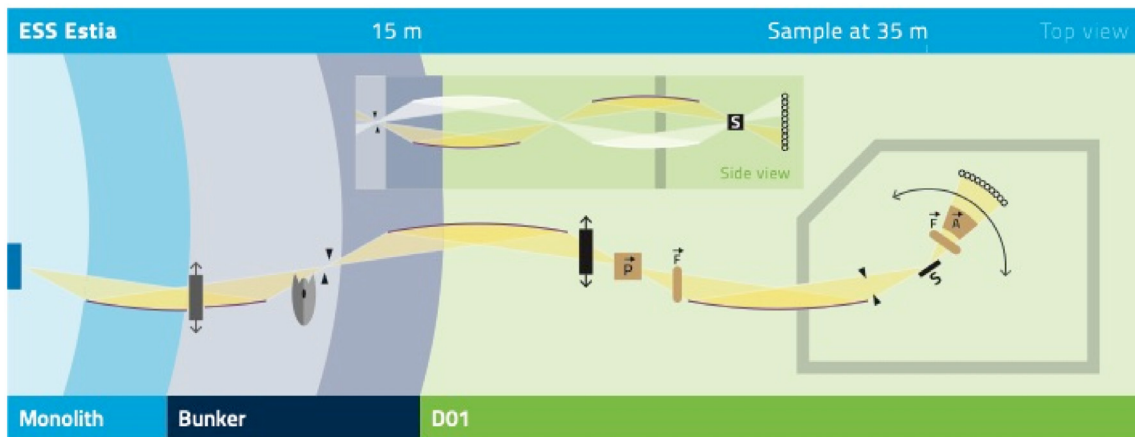 ESS Estia
15 m
Sample at 35 m
Top view
S
Side view
F
A
P
F
S
Monolith
Bunker
D01